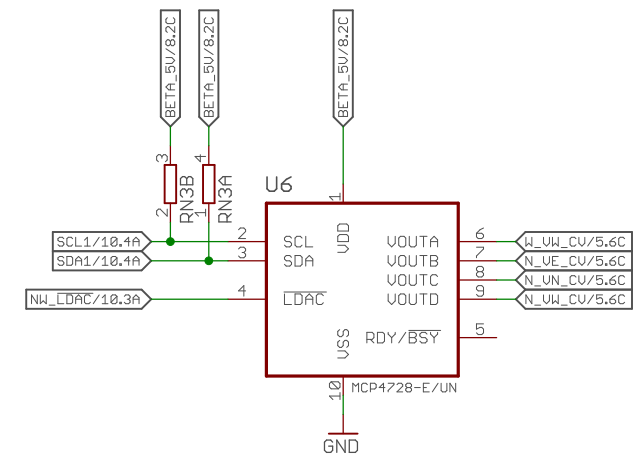 BETA_5V/8.2C
BETA_5V/8.2C
BETA_5V/8.2C
3
4
RN3B
RN3A
2
1
U6
1
VDD
SCL1/10.4A
2
SCL
VOUTA
6
W_VW_CV/5.6C
SDA1/10.4A
3
SDA
VOUTB
7
N_VE_CV/5.6C
VOUTC
8
N_VN_CV/5.6C
NW_LDAC/10.3A
4
LDAC
VOUTD
9
N_VW_CV/5.6C
RDY/BSY
5
VSS
10
MCP4728-E/UN
GND